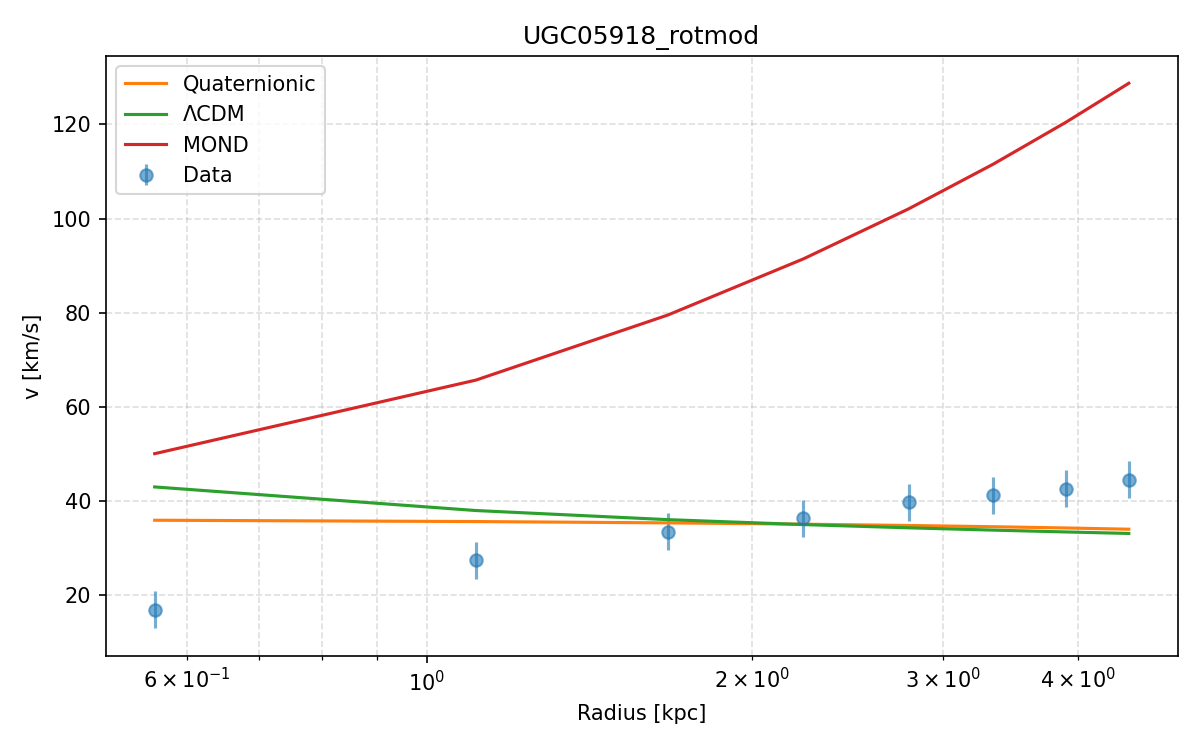 UGC05918_rotmod
Quaternionic
ΛCDM
MOND
Data
120
100
80
60
40
20
v [km/s]
6 × 10⁻¹
10⁰
2 × 10⁰
3 × 10⁰
4 × 10⁰
Radius [kpc]